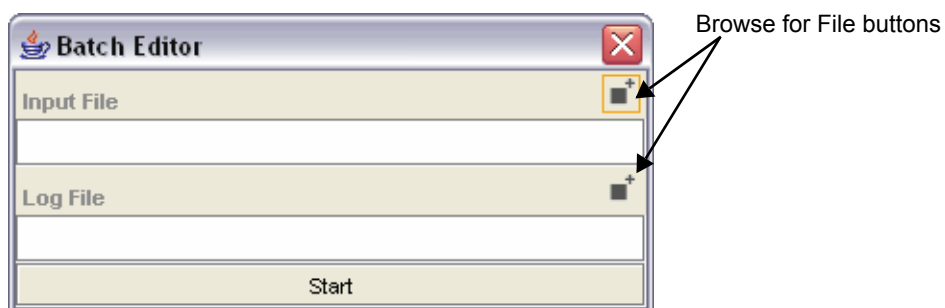 Browse for File buttons
Batch Editor
Input File
Log File
Start